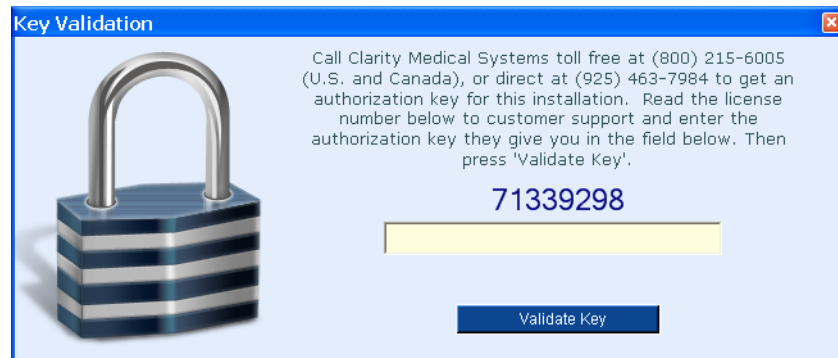 Key Validation
Call Clarity Medical Systems toll free at (800) 215-6005
(U.S. and Canada), or direct at (925) 463-7984 to get an
authorization key for this installation.  Read the license
number below to customer support and enter the
authorization key they give you in the field below. Then
press 'Validate Key'.
71339298
Validate Key